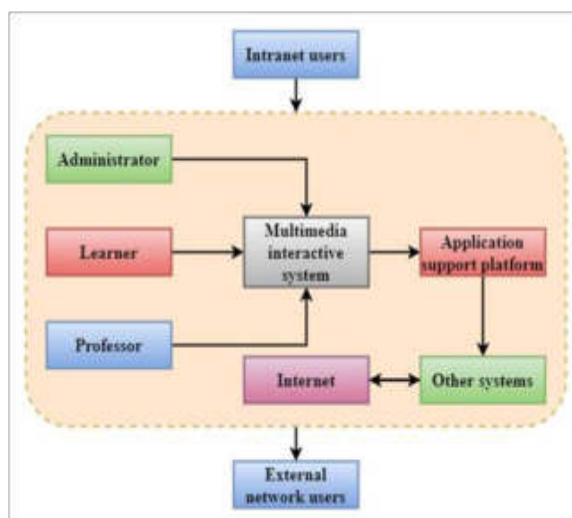 Intranet users
Administrator
Learner
Multimedia
interactive
system
Application
support platform
Professor
Internet
Other systems
External
network users